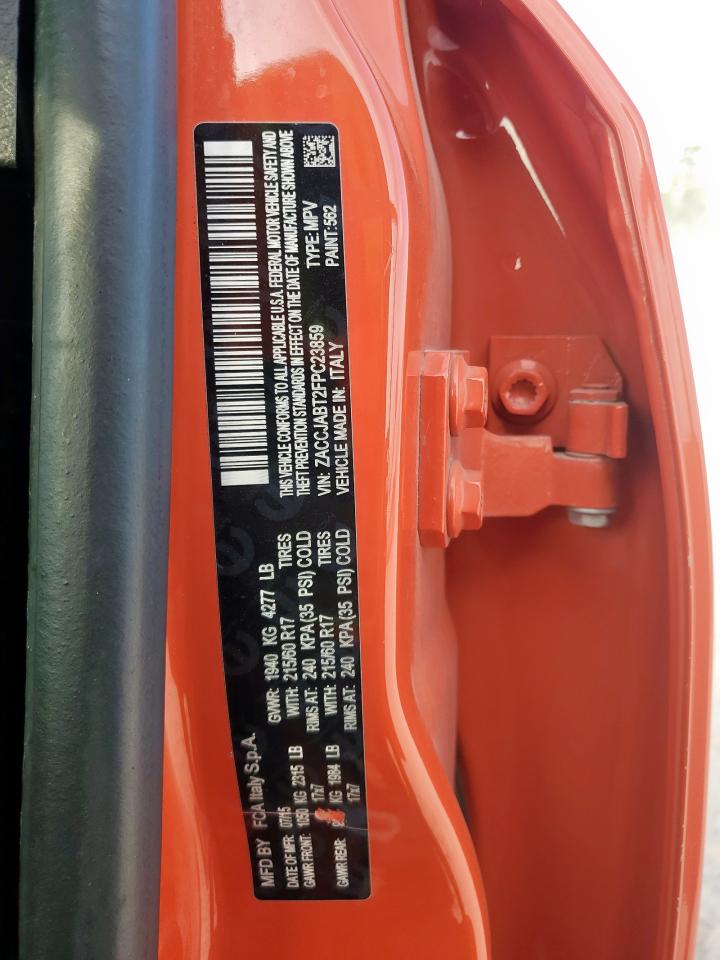 MFD BY FCA Italy S.p.A.
DATE OF MFR: 07/15 GVWR: 1940 KG 4277 LB
GAWR FRONT: 1050 KG 2315 LB WITH: 215/60 R17 TIRES
17x7 RIMS AT: 240 KPA(35 PSI) COLD
GAWR REAR: KG 1984 LB WITH: 215/60 R17 TIRES
17x7 RIMS AT: 240 KPA(35 PSI) COLD
THIS VEHICLE CONFORMS TO ALL APPLICABLE U.S.A. FEDERAL MOTOR VEHICLE SAFETY AND
THEFT PREVENTION STANDARDS IN EFFECT ON THE DATE OF MANUFACTURE SHOWN ABOVE
VIN: ZACCJABT2FPC23859 TYPE: MPV
VEHICLE MADE IN: ITALY PAINT: 562